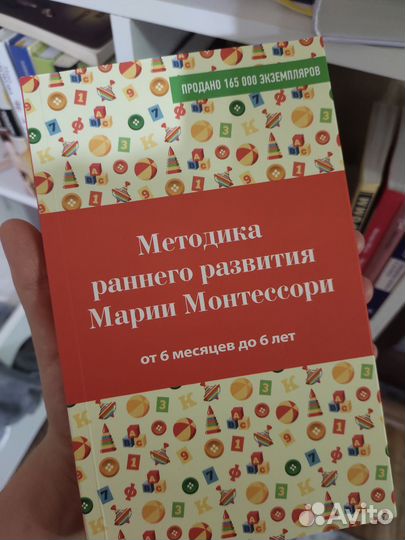 ПРОДАНО 165 000 ЭКЗЕМПЛЯРОВ
Методика
раннего развития
Марии Монтессори
от 6 месяцев до 6 лет
Avito